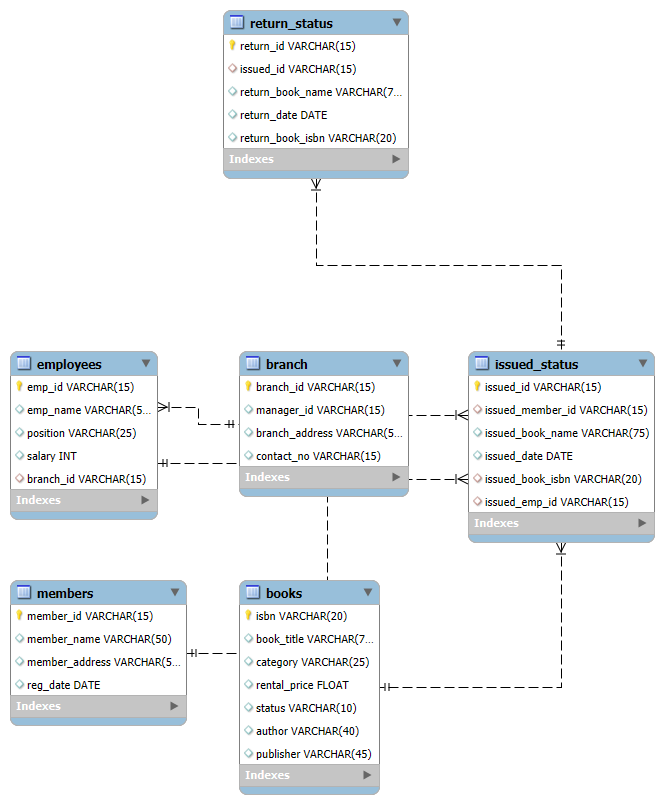 return_status
return_id VARCHAR(15)
issued_id VARCHAR(15)
return_book_name VARCHAR(7...
return_date DATE
return_book_isbn VARCHAR(20)
Indexes
employees
emp_id VARCHAR(15)
emp_name VARCHAR(5...
position VARCHAR(25)
salary INT
branch_id VARCHAR(15)
Indexes
branch
branch_id VARCHAR(15)
manager_id VARCHAR(15)
branch_address VARCHAR(5...
contact_no VARCHAR(15)
Indexes
issued_status
issued_id VARCHAR(15)
issued_member_id VARCHAR(15)
issued_book_name VARCHAR(75)
issued_date DATE
issued_book_isbn VARCHAR(20)
issued_emp_id VARCHAR(15)
Indexes
members
member_id VARCHAR(15)
member_name VARCHAR(50)
member_address VARCHAR(5...
reg_date DATE
Indexes
books
isbn VARCHAR(20)
book_title VARCHAR(7...
category VARCHAR(25)
rental_price FLOAT
status VARCHAR(10)
author VARCHAR(40)
publisher VARCHAR(45)
Indexes